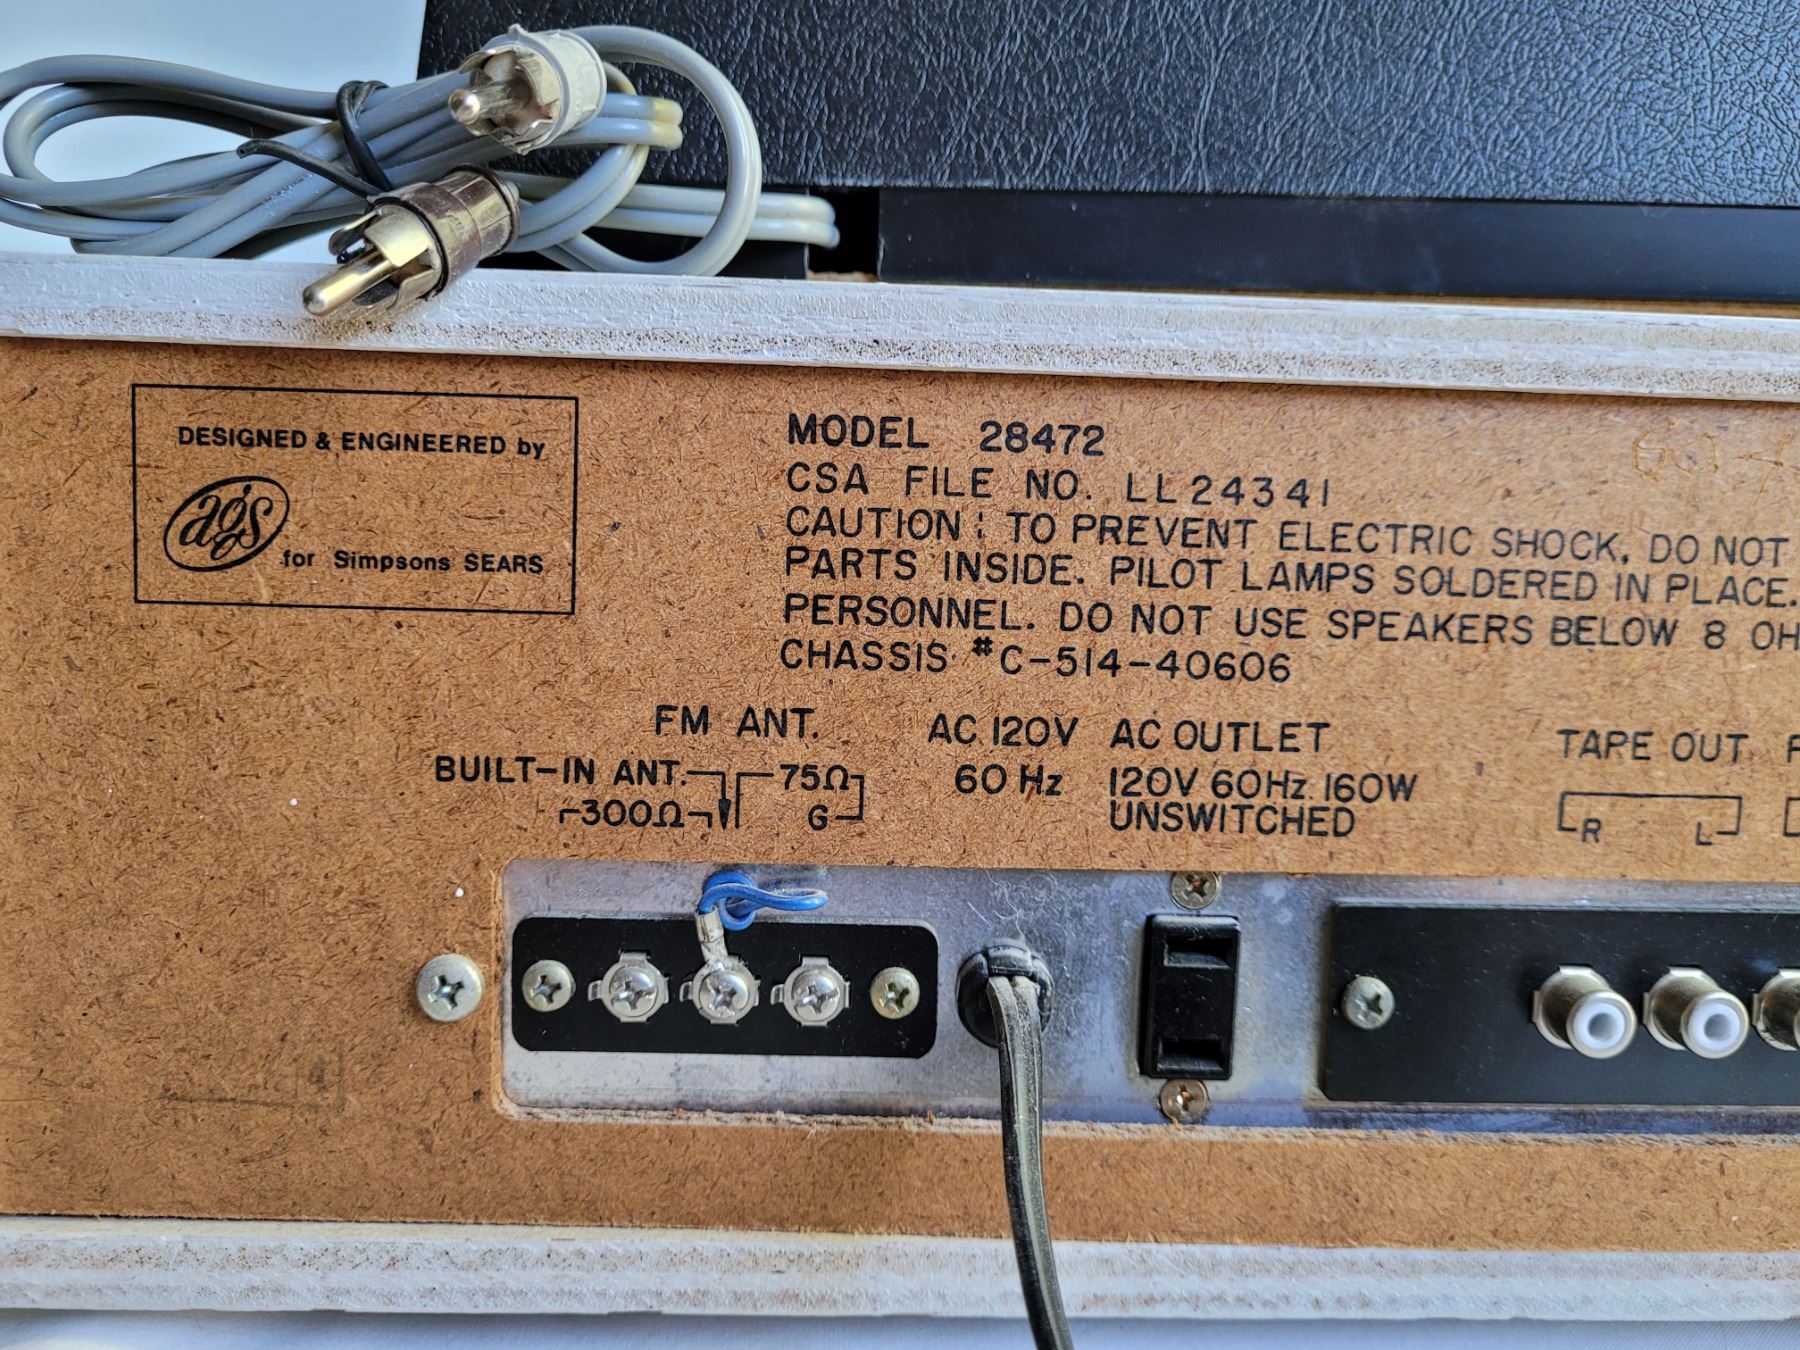 DESIGNED & ENGINEERED by
ags
for Simpsons SEARS
MODEL 28472
CSA FILE NO. LL24341
CAUTION: TO PREVENT ELECTRIC SHOCK, DO NOT
PARTS INSIDE. PILOT LAMPS SOLDERED IN PLACE.
PERSONNEL. DO NOT USE SPEAKERS BELOW 8 OH
CHASSIS #C-514-40606
FM ANT.
BUILT-IN ANT.
75Ω
300Ω
G
AC 120V
60 Hz
AC OUTLET
120V 60Hz 160W
UNSWITCHED
TAPE OUT
R L